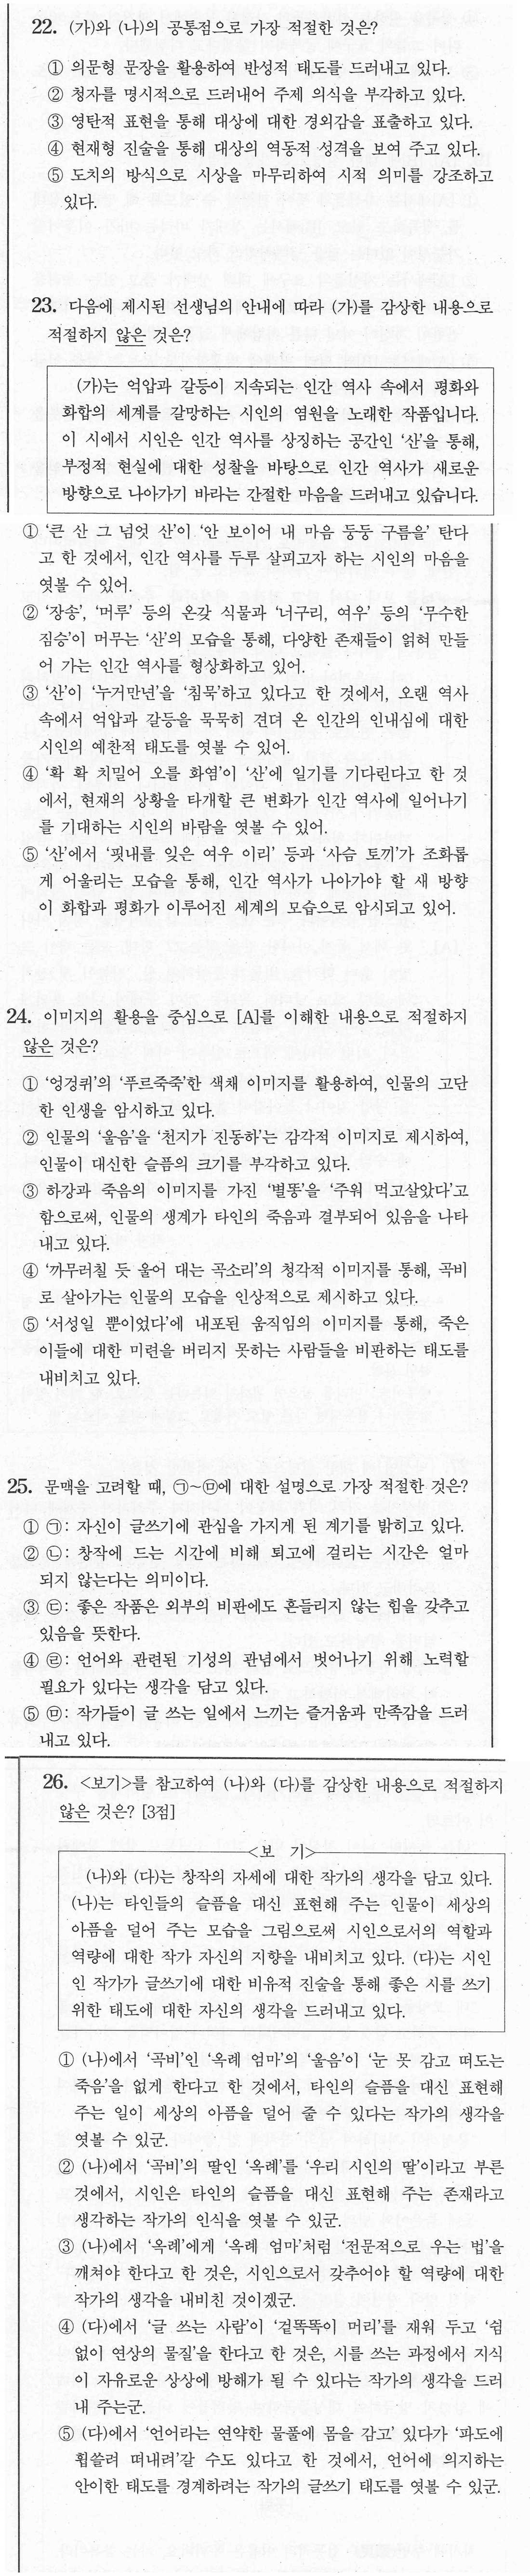 22. (가)와 (나)의 공통점으로 가장 적절한 것은?
① 의문형 문장을 활용하여 반성적 태도를 드러내고 있다.
② 청자를 명시적으로 드러내어 주제 의식을 부각하고 있다.
③ 영탄적 표현을 통해 대상에 대한 경외감을 표출하고 있다.
④ 현재형 진술을 통해 대상의 역동적 성격을 보여 주고 있다.
⑤ 도치의 방식으로 시상을 마무리하여 시적 의미를 강조하고
있다.
23. 다음에 제시된 선생님의 안내에 따라 (가)를 감상한 내용으로
적절하지 않은 것은?
(가)는 억압과 갈등이 지속되는 인간 역사 속에서 평화와
화합의 세계를 갈망하는 시인의 염원을 노래한 작품입니다.
이 시에서 시인은 인간 역사를 상징하는 공간인 ‘산’을 통해,
부정적 현실에 대한 성찰을 바탕으로 인간 역사가 새로운
방향으로 나아가기 바라는 간절한 마음을 드러내고 있습니다.
① ‘큰 산 그 넘엇 산’이 ‘안 보이어 내 마음 둥둥 구름을’ 탄다
고 한 것에서, 인간 역사를 두루 살피고자 하는 시인의 마음을
엿볼 수 있어.
② ‘장송’, ‘머루’ 등의 온갖 식물과 ‘너구리, 여우’ 등의 ‘무수한
짐승’이 머무는 ‘산’의 모습을 통해, 다양한 존재들이 얽혀 만들
어 가는 인간 역사를 형상화하고 있어.
③ ‘산’이 ‘누거만년’을 ‘침묵’하고 있다고 한 것에서, 오랜 역사
속에서 억압과 갈등을 묵묵히 견뎌 온 인간의 인내심에 대한
시인의 예찬적 태도를 엿볼 수 있어.
④ ‘확 확 치밀어 오를 화염’이 ‘산’에 일기를 기다린다고 한 것
에서, 현재의 상황을 타개할 큰 변화가 인간 역사에 일어나기
를 기대하는 시인의 바람을 엿볼 수 있어.
⑤ ‘산’에서 ‘핏내를 잊은 여우 이리’ 등과 ‘사슴 토끼’가 조화롭
게 어울리는 모습을 통해, 인간 역사가 나아가야 할 새 방향
이 화합과 평화가 이루어진 세계의 모습으로 암시되고 있어.
24. 이미지의 활용을 중심으로 [A]를 이해한 내용으로 적절하지
않은 것은?
① ‘엉겅퀴’의 ‘푸르죽죽’한 색채 이미지를 활용하여, 인물의 고단
한 인생을 암시하고 있다.
② 인물의 ‘울음’을 ‘천지가 진동하’는 감각적 이미지로 제시하여,
인물이 대신한 슬픔의 크기를 부각하고 있다.
③ 하강과 죽음의 이미지를 가진 ‘별똥’을 ‘주워 먹고살았다’고
함으로써, 인물의 생계가 타인의 죽음과 결부되어 있음을 나타
내고 있다.
④ ‘까무러칠 듯 울어 대는 곡소리’의 청각적 이미지를 통해, 곡비
로 살아가는 인물의 모습을 인상적으로 제시하고 있다.
⑤ ‘서성일 뿐이었다’에 내포된 움직임의 이미지를 통해, 죽은
이들에 대한 미련을 버리지 못하는 사람들을 비판하는 태도를
내비치고 있다.
25. 문맥을 고려할 때, ㉠~㉤에 대한 설명으로 가장 적절한 것은?
① ㉠: 자신이 글쓰기에 관심을 가지게 된 계기를 밝히고 있다.
② ㉡: 창작에 드는 시간에 비해 퇴고에 걸리는 시간은 얼마
되지 않는다는 의미이다.
③ ㉢: 좋은 작품은 외부의 비판에도 흔들리지 않는 힘을 갖추고
있음을 뜻한다.
④ ㉣: 언어와 관련된 기성의 관념에서 벗어나기 위해 노력할
필요가 있다는 생각을 담고 있다.
⑤ ㉤: 작가들이 글 쓰는 일에서 느끼는 즐거움과 만족감을 드러
내고 있다.
26. <보기>를 참고하여 (나)와 (다)를 감상한 내용으로 적절하지
않은 것은? [3점]
<보 기>
(나)와 (다)는 창작의 자세에 대한 작가의 생각을 담고 있다.
(나)는 타인들의 슬픔을 대신 표현해 주는 인물이 세상의
아픔을 덜어 주는 모습을 그림으로써 시인으로서의 역할과
역량에 대한 작가 자신의 지향을 내비치고 있다. (다)는 시인
인 작가가 글쓰기에 대한 비유적 진술을 통해 좋은 시를 쓰기
위한 태도에 대한 자신의 생각을 드러내고 있다.
① (나)에서 ‘곡비’인 ‘옥례 엄마’의 ‘울음’이 ‘눈 못 감고 떠도는
죽음’을 없게 한다고 한 것에서, 타인의 슬픔을 대신 표현해
주는 일이 세상의 아픔을 덜어 줄 수 있다는 작가의 생각을
엿볼 수 있군.
② (나)에서 ‘곡비’의 딸인 ‘옥례’를 ‘우리 시인의 딸’이라고 부른
것에서, 시인은 타인의 슬픔을 대신 표현해 주는 존재라고
생각하는 작가의 인식을 엿볼 수 있군.
③ (나)에서 ‘옥례’에게 ‘옥례 엄마’처럼 ‘전문적으로 우는 법’을
깨쳐야 한다고 한 것은, 시인으로서 갖추어야 할 역량에 대한
작가의 생각을 내비친 것이겠군.
④ (다)에서 ‘글 쓰는 사람’이 ‘겉똑똑이 머리’를 재워 두고 ‘쉼
없이 연상의 물질’을 한다고 한 것은, 시를 쓰는 과정에서 지식
이 자유로운 상상에 방해가 될 수 있다는 작가의 생각을 드러
내 주는군.
⑤ (다)에서 ‘언어라는 연약한 물풀에 몸을 감고’ 있다가 ‘파도에
휩쓸려 떠내려’갈 수도 있다고 한 것에서, 언어에 의지하는
안이한 태도를 경계하려는 작가의 글쓰기 태도를 엿볼 수 있군.